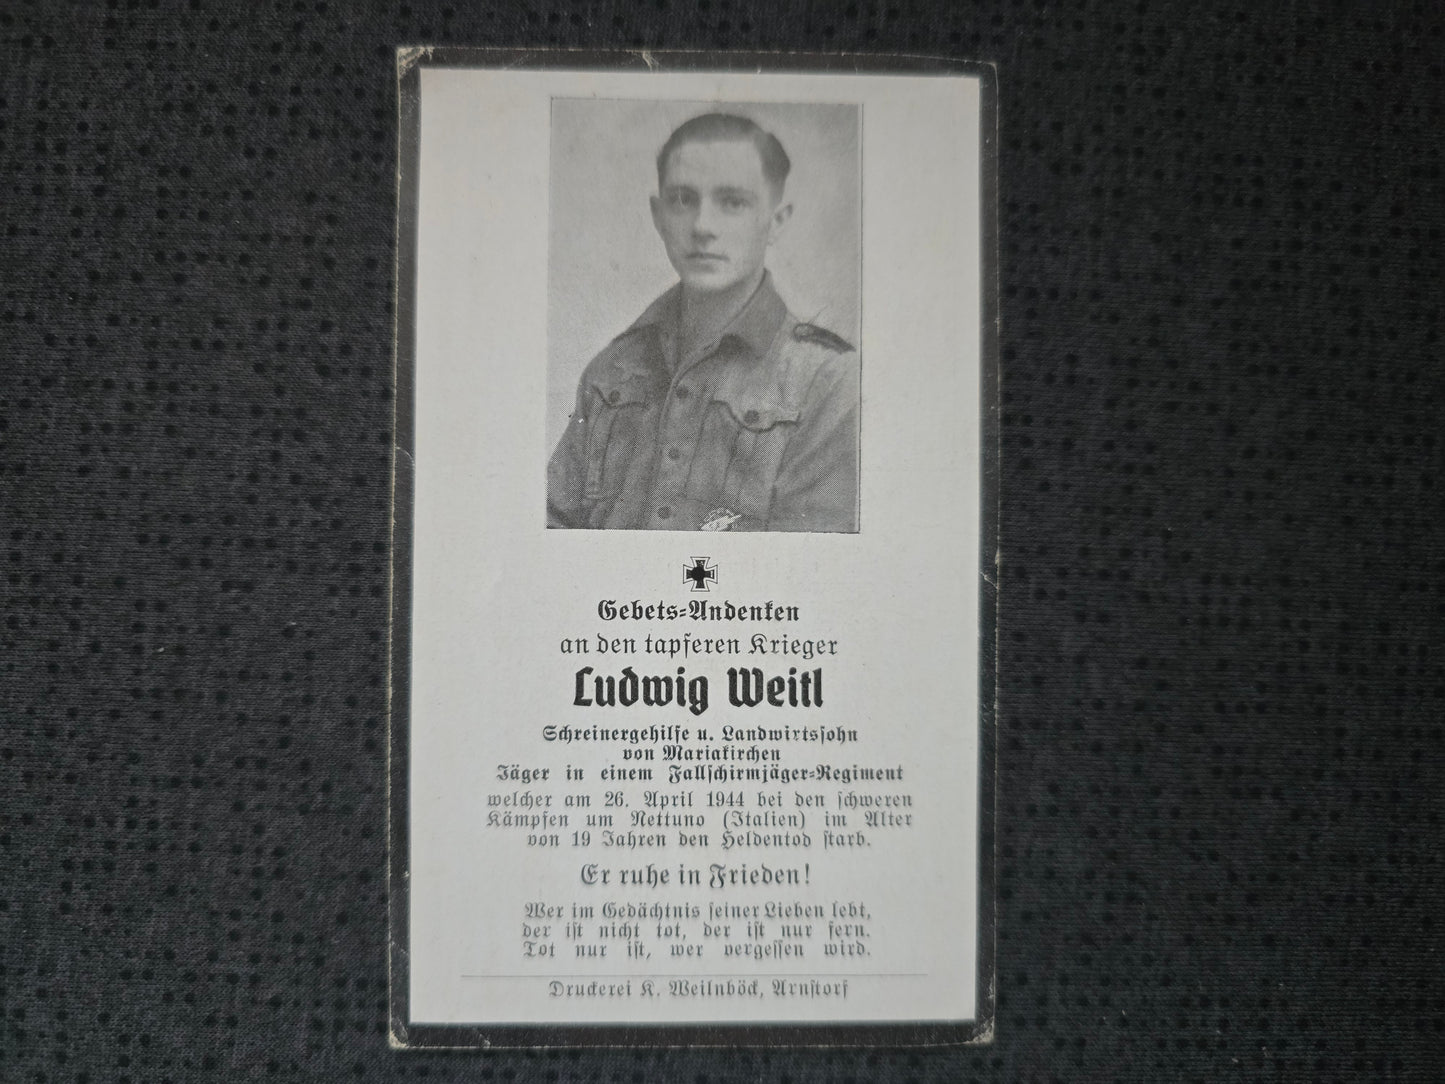 Gebets-Andenken
an den tapferen Krieger
Ludwig Weitl
Schreinergehilfe u. Landwirtssohn
von Mariakirchen
Jäger in einem Fallschirmjäger-Regiment
welcher am 26. April 1944 bei den schweren
Kämpfen um Nettuno (Italien) im Alter
von 19 Jahren den Heldentod starb.
Er ruhe in Frieden!
Wer im Gedächtnis seiner Lieben lebt,
der ist nicht tot, der ist nur fern.
Tot nur ist, wer vergessen wird.
Druckerei K. Weilnböck, Arnstorf